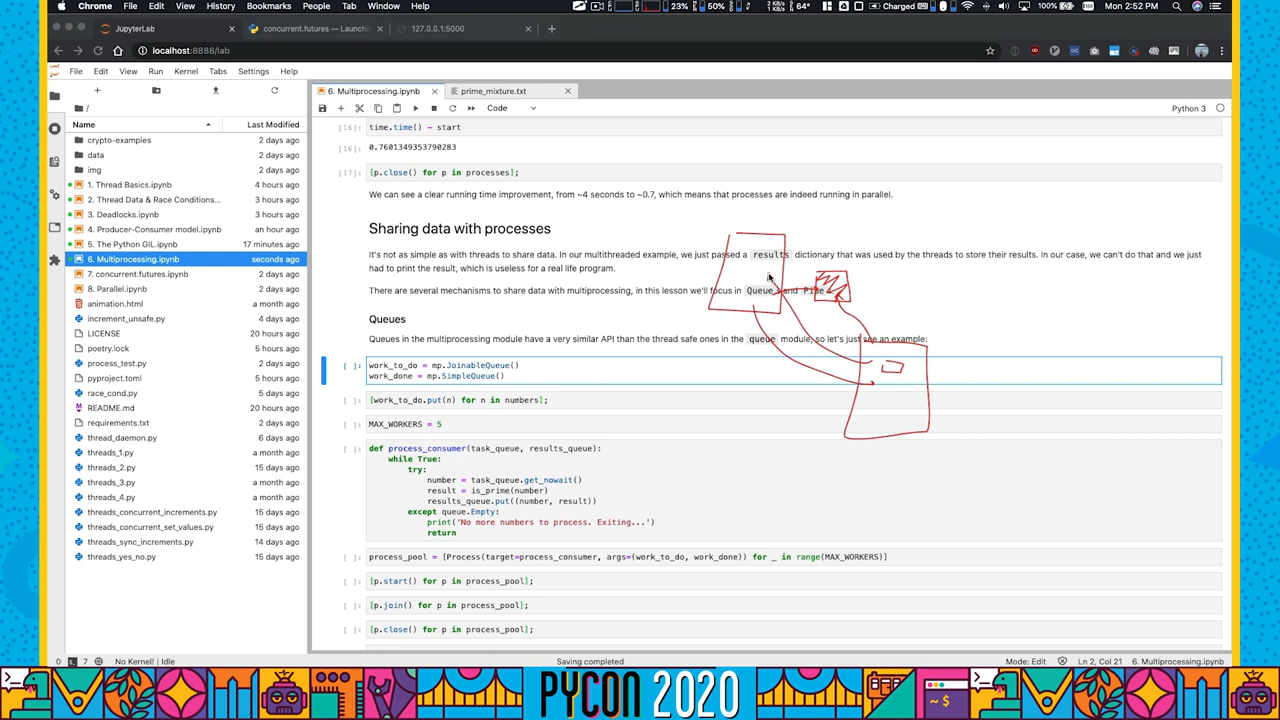 Chrome File Edit View History Bookmarks People Tab Window Help 23% 50% 64° Charged 100% Mon 2:52 PM
JupyterLab concurrent.futures — Launchi 127.0.0.1:5000
localhost:8888/lab
File Edit View Run Kernel Tabs Settings Help
6. Multiprocessing.ipynb prime_mixture.txt
Code Python 3
/
Name Last Modified
crypto-examples 2 days ago
data 2 days ago
img 2 days ago
1. Thread Basics.ipynb 4 hours ago
2. Thread Data & Race Conditions... 3 hours ago
3. Deadlocks.ipynb 3 hours ago
4. Producer-Consumer model.ipynb an hour ago
5. The Python GIL.ipynb 17 minutes ago
6. Multiprocessing.ipynb seconds ago
7. concurrent.futures.ipynb 2 days ago
8. Parallel.ipynb 2 days ago
animation.html a month ago
increment_unsafe.py a month ago
LICENSE 20 hours ago
poetry.lock a month ago
process_test.py a month ago
pyproject.toml a month ago
race_cond.py 5 days ago
README.md 20 hours ago
requirements.txt a month ago
thread_daemon.py 6 days ago
threads_1.py a month ago
threads_2.py 15 days ago
threads_3.py a month ago
threads_4.py a month ago
threads_concurrent_increments.py 15 days ago
threads_concurrent_set_values.py 15 days ago
threads_sync_increments.py 14 days ago
threads_yes_no.py 15 days ago
[16] time.time() - start
[16] 0.7601349353790283
[17] [p.close() for p in processes];
We can see a clear running time improvement, from ~4 seconds to ~0.7, which means that processes are indeed running in parallel.
Sharing data with processes
It's not as simple as with threads to share data. In our multithreaded example, we just passed a results dictionary that was used by the threads to store their results. In our case, we can't do that and we just
had to print the result, which is useless for a real life program.
There are several mechanisms to share data with multiprocessing, in this lesson we'll focus in Queue s and Pipe
Queues
Queues in the multiprocessing module have a very similar API than the thread safe ones in the queue module, so let's just see an example:
[ ]: work_to_do = mp.JoinableQueue()
work_done = mp.SimpleQueue()
[ ]: [work_to_do.put(n) for n in numbers];
[ ]: MAX_WORKERS = 5
[ ]: def process_consumer(task_queue, results_queue):
while True:
try:
number = task_queue.get_nowait()
result = is_prime(number)
results_queue.put((number, result))
except queue.Empty:
print('No more numbers to process. Exiting...')
return
[ ]: process_pool = [Process(target=process_consumer, args=(work_to_do, work_done)) for _ in range(MAX_WORKERS)]
[ ]: [p.start() for p in process_pool];
[ ]: [p.join() for p in process_pool];
[ ]: [p.close() for p in process_pool];
0 7 No Kernel! | Idle Saving completed Mode: Edit Ln 2, Col 21 6. Multiprocessing.ipynb
PYCON 2020